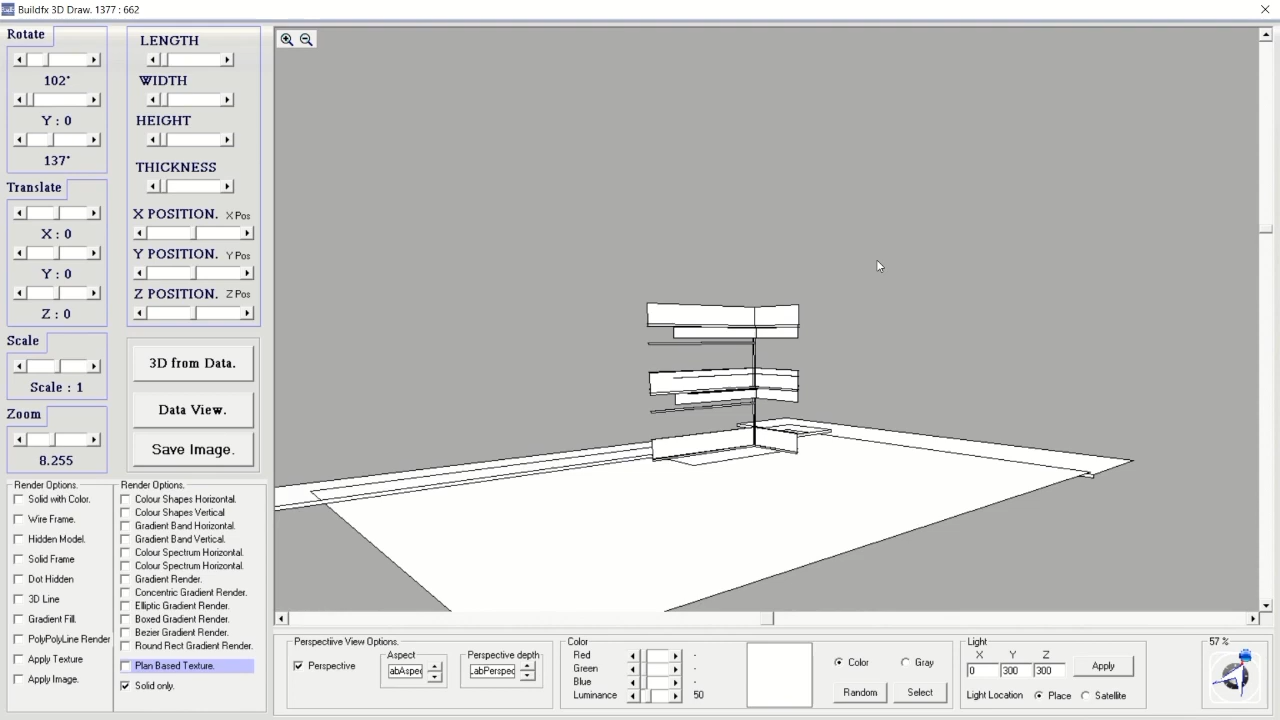 Buildfx 3D Draw. 1377 : 662
Rotate
102°
Y : 0
137°
Translate
X : 0
Y : 0
Z : 0
Scale
Scale : 1
Zoom
8.255
LENGTH
WIDTH
HEIGHT
THICKNESS
X POSITION. X Pos
Y POSITION. Y Pos
Z POSITION. Z Pos
3D from Data.
Data View.
Save Image.
Render Options.
Solid with Color.
Wire Frame.
Hidden Model.
Solid Frame
Dot Hidden
3D Line
Gradient Fill.
PolyPolyLine Render
Apply Texture
Apply Image.
Render Options.
Colour Shapes Horizontal.
Colour Shapes Vertical
Gradient Band Horizontal.
Gradient Band Vertical.
Colour Spectrum Horizontal.
Colour Spectrum Horizontal.
Gradient Render.
Concentric Gradient Render.
Elliptic Gradient Render.
Boxed Gradient Render.
Bezier Gradient Render.
Round Rect Gradient Render.
Plan Based Texture.
Solid only.
Perspective View Options.
Perspective
Aspect
abAspe
Perspective depth
.abPerspec
Color
Red -
Green -
Blue -
Luminance 50
Color
Gray
Random
Select
Light
X Y Z
0 300 300
Apply
Light Location
Place
Satellite
57 %